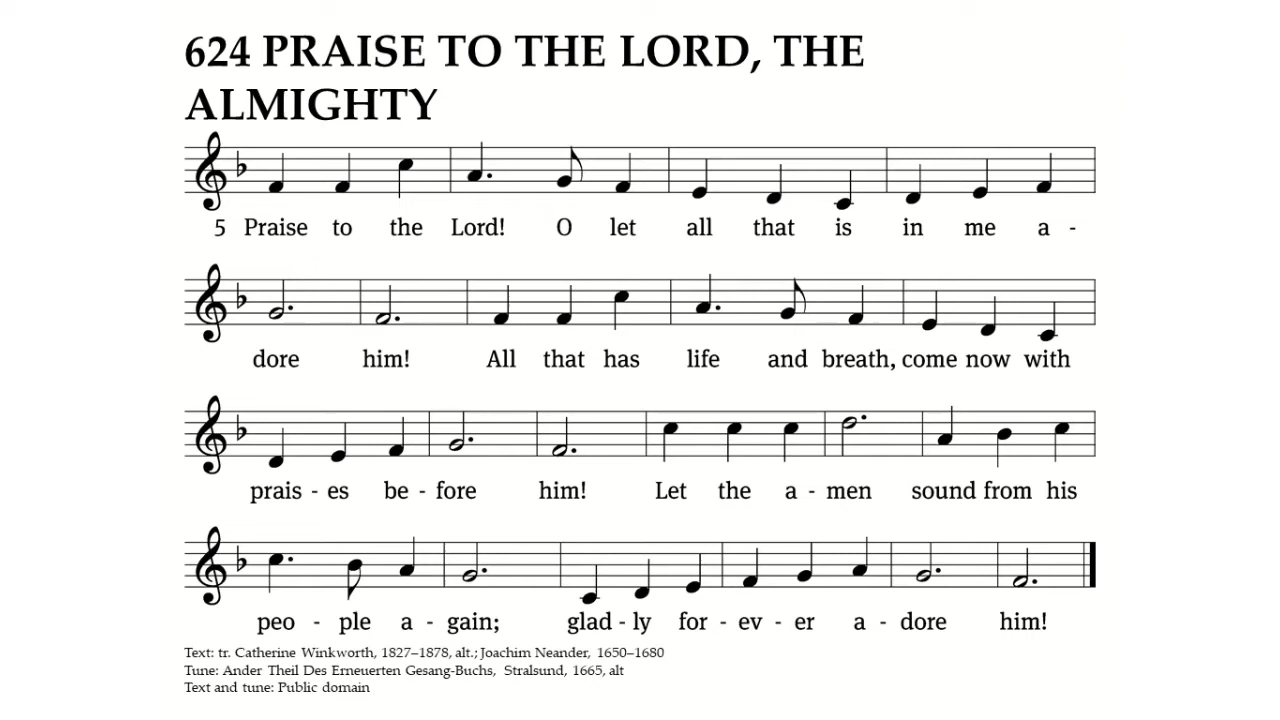 624 PRAISE TO THE LORD, THE
ALMIGHTY
5 Praise to the Lord! O let all that is in me a -
dore him! All that has life and breath, come now with
prais - es be - fore him! Let the a - men sound from his
peo - ple a - gain; glad - ly for - ev - er a - dore him!
Text: tr. Catherine Winkworth, 1827–1878, alt.; Joachim Neander, 1650–1680
Tune: Ander Theil Des Erneuerten Gesang-Buchs, Stralsund, 1665, alt
Text and tune: Public domain